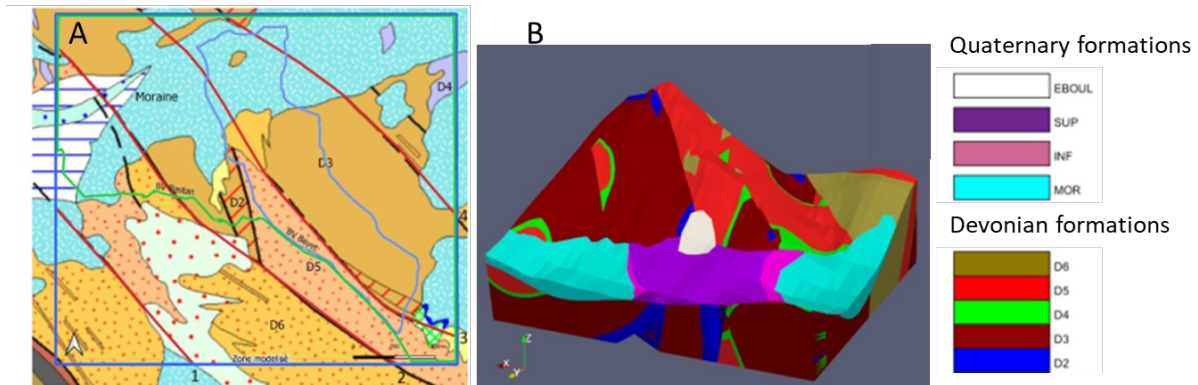 A
D4
Moraine
D3
BV Baitan
D2
BV Bayet
D5
D6
4
3
Zone modélisé
1
2
B
Z
X
Y
Quaternary formations
EBOUL
SUP
INF
MOR
Devonian formations
D6
D5
D4
D3
D2